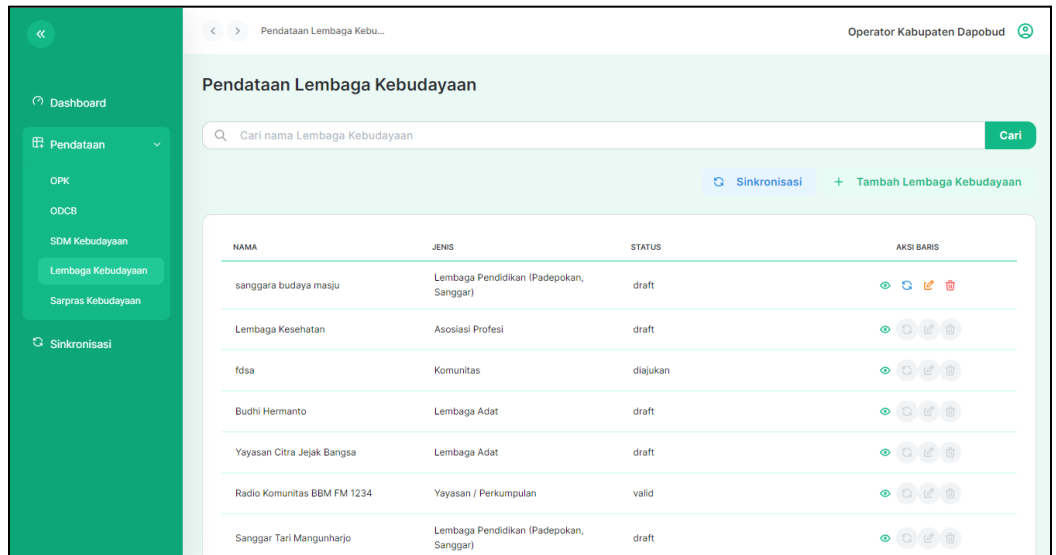 Pendataan Lembaga Kebu...
Operator Kabupaten Dapobud
Dashboard
Pendataan
OPK
ODCB
SDM Kebudayaan
Lembaga Kebudayaan
Sarpras Kebudayaan
Sinkronisasi
Pendataan Lembaga Kebudayaan
Cari nama Lembaga Kebudayaan
Cari
Sinkronisasi
+ Tambah Lembaga Kebudayaan
NAMA JENIS STATUS AKSI BARIS
sanggara budaya masju Lembaga Pendidikan (Padepokan, draft
Sanggar)
Lembaga Kesehatan Asosiasi Profesi draft
fdsa Komunitas diajukan
Budhi Hermanto Lembaga Adat draft
Yayasan Citra Jejak Bangsa Lembaga Adat draft
Radio Komunitas BBM FM 1234 Yayasan / Perkumpulan valid
Sanggar Tari Mangunharjo Lembaga Pendidikan (Padepokan, draft
Sanggar)